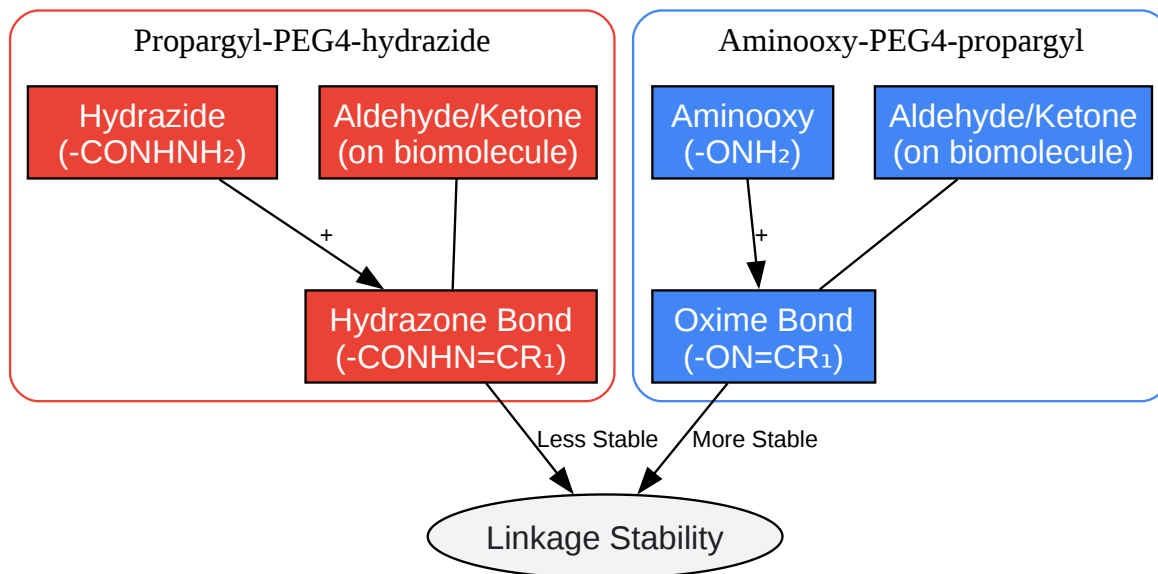 Propargyl-PEG4-hydrazide
Hydrazide
(-CONHNH₂)
Aldehyde/Ketone
(on biomolecule)
+
Hydrazone Bond
(-CONHN=CR₁)
Aminooxy-PEG4-propargyl
Aminooxy
(-ONH₂)
Aldehyde/Ketone
(on biomolecule)
+
Oxime Bond
(-ON=CR₁)
Less Stable
More Stable
Linkage Stability